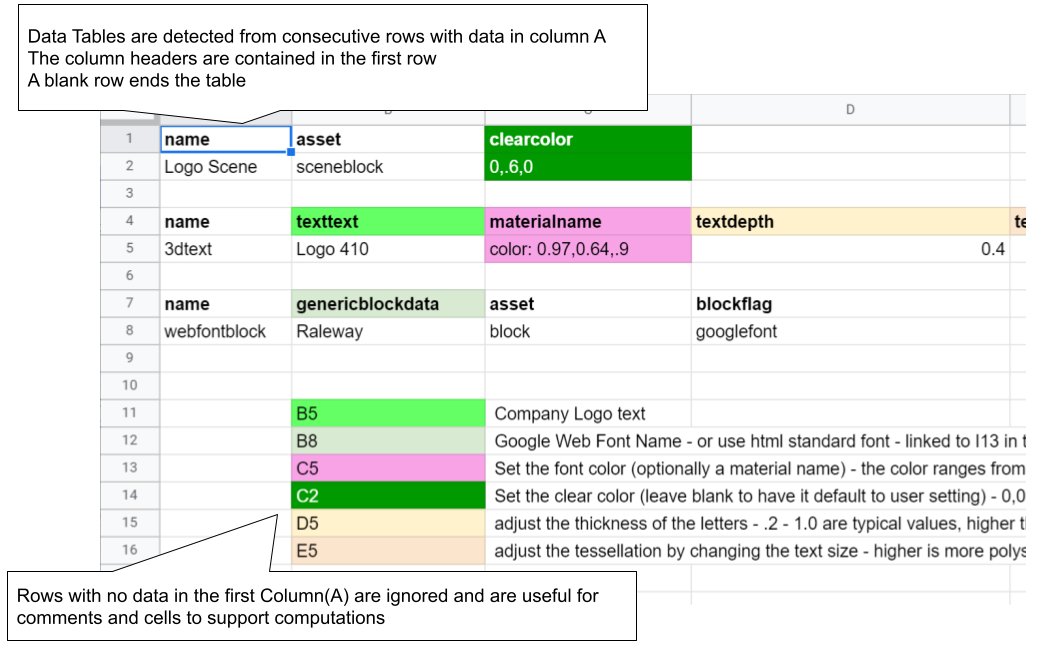 Data Tables are detected from consecutive rows with data in column A
The column headers are contained in the first row
A blank row ends the table
D
1 name asset clearcolor
2 Logo Scene sceneblock 0,.6,0
3
4 name texttext materialname textdepth
5 3dtext Logo 410 color: 0.97,0.64,.9 0.4
6
7 name genericblockdata asset blockflag
8 webfontblock Raleway block googlefont
9
10
11 B5 Company Logo text
12 B8 Google Web Font Name - or use html standard font - linked to I13 in
13 C5 Set the font color (optionally a material name) - the color ranges from
14 C2 Set the clear color (leave blank to have it default to user setting) - 0,0
15 D5 adjust the thickness of the letters - .2 - 1.0 are typical values, higher
16 E5 adjust the tessellation by changing the text size - higher is more polys
Rows with no data in the first Column(A) are ignored and are useful for
comments and cells to support computations